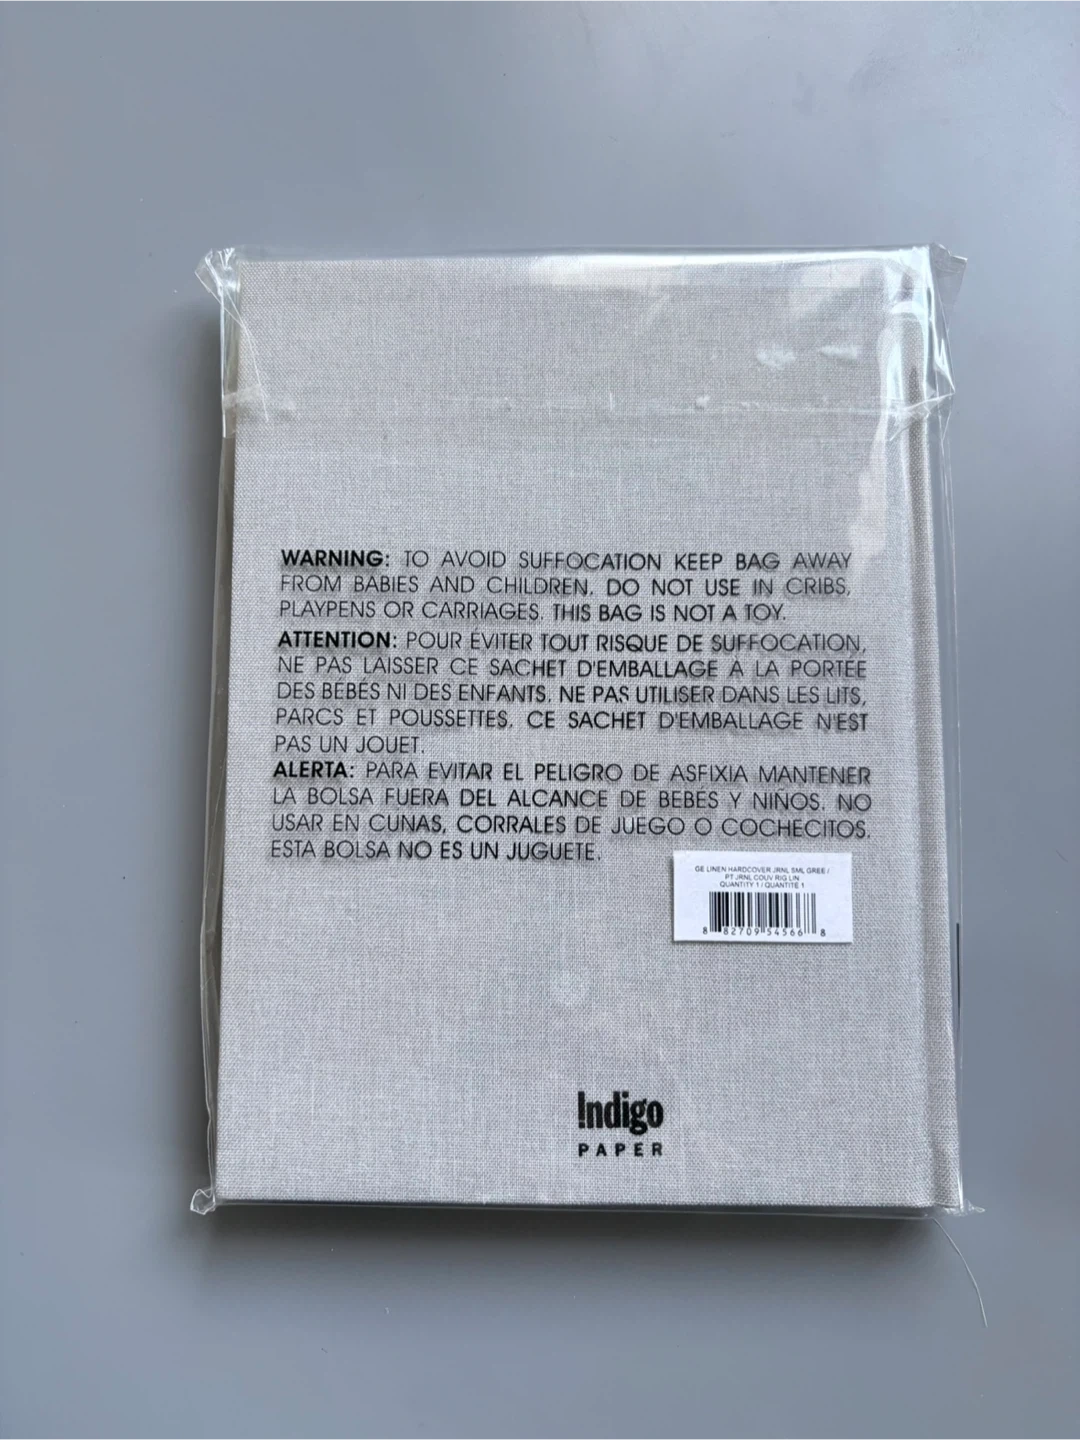 WARNING: TO AVOID SUFFOCATION KEEP BAG AWAY
FROM BABIES AND CHILDREN. DO NOT USE IN CRIBS,
PLAYPENS OR CARRIAGES. THIS BAG IS NOT A TOY.
ATTENTION: POUR ÉVITER TOUT RISQUE DE SUFFOCATION,
NE PAS LAISSER CE SACHET D'EMBALLAGE À LA PORTÉE
DES BÉBÉS NI DES ENFANTS. NE PAS UTILISER DANS LES LITS,
PARCS ET POUSSETTES. CE SACHET D'EMBALLAGE N'EST
PAS UN JOUET.
ALERTA: PARA EVITAR EL PELIGRO DE ASFIXIA MANTENER
LA BOLSA FUERA DEL ALCANCE DE BEBÉS Y NIÑOS. NO
USAR EN CUNAS, CORRALES DE JUEGO O COCHECITOS.
ESTA BOLSA NO ES UN JUGUETE.
GE LINEN HARDCOVER JRNL SML GREE /
PT JRNL COUV RIG LIN
QUANTITY 1 / QUANTITÉ 1
8 82709 54566 8
Indigo
PAPER